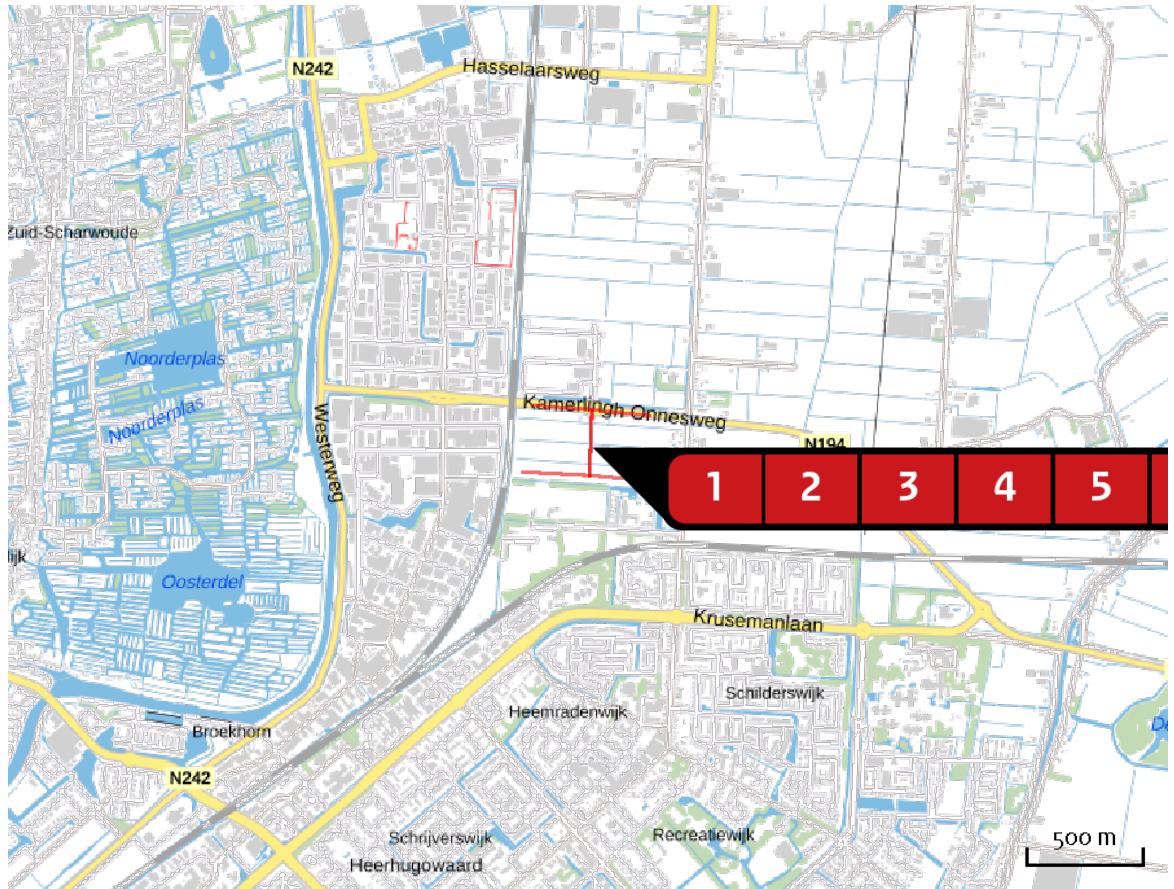 N242
Hasselaarsweg
Zuid-Scharwoude
Noorderplas
Noorderplas
Westerweg
Kamerlingh Onnesweg
N194
1 2 3 4 5
Oosterdel
Krusemanlaan
Schilderswijk
Heemradenwijk
Broekhorn
N242
Schrijverswijk
Recreatiewijk
Heerhugowaard
500 m